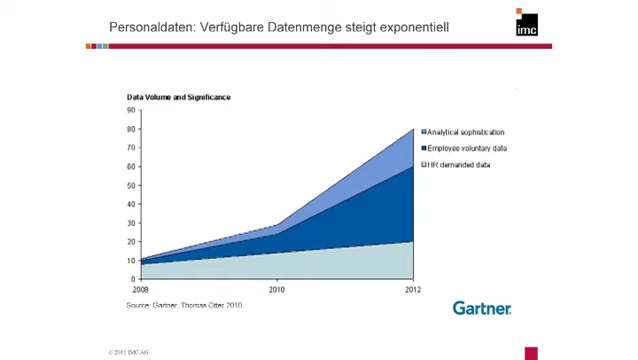 Personaldaten: Verfügbare Datenmenge steigt exponentiell
imc
Data Volume and Significance
90
80
70
60
50
40
30
20
10
0
2008
2010
2012
Analytical sophistication
Employee voluntary data
HR demanded data
Source: Gartner, Thomas Otter 2010
Gartner
© 2011 IMC AG